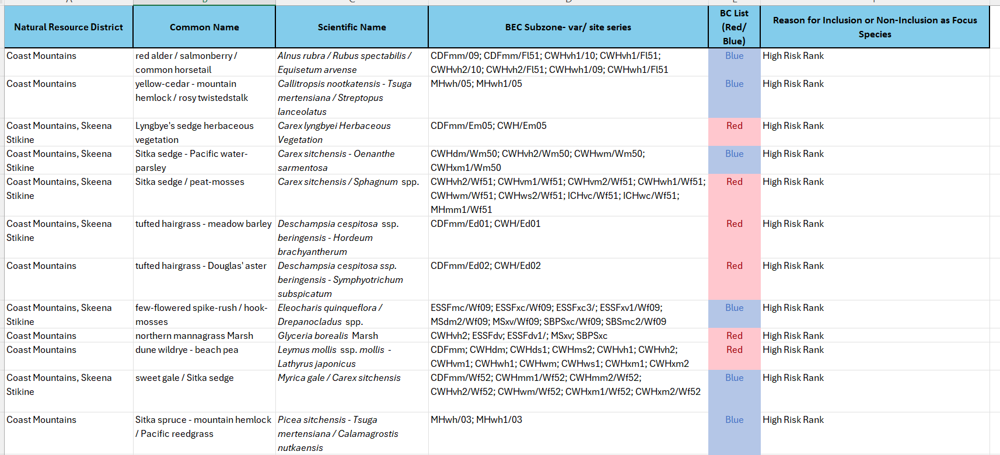 Natural Resource District
Common Name
Scientific Name
BEC Subzone- var/ site series
BC List
(Red/
Blue)
Reason for Inclusion or Non-Inclusion as Focus
Species
Coast Mountains
red alder / salmonberry /
common horsetail
Alnus rubra / Rubus spectabilis /
Equisetum arvense
CDFmm/09; CDFmm/Fl51; CWHvh1/10; CWHvh1/Fl51;
CWHvh2/10; CWHvh2/Fl51; CWHwh1/09; CWHwh1/Fl51
Blue
High Risk Rank
Coast Mountains
yellow-cedar - mountain
hemlock / rosy twistedstalk
Callitropsis nootkatensis - Tsuga
mertensiana / Streptopus
lanceolatus
MHwh/05; MHwh1/05
Blue
High Risk Rank
Coast Mountains, Skeena
Stikine
Lyngbye's sedge herbaceous
vegetation
Carex lyngbyei Herbaceous
Vegetation
CDFmm/Em05; CWH/Em05
Red
High Risk Rank
Coast Mountains, Skeena
Stikine
Sitka sedge - Pacific water-
parsley
Carex sitchensis - Oenanthe
sarmentosa
CWHdm/Wm50; CWHvh2/Wm50; CWHwm/Wm50;
CWHxm1/Wm50
Blue
High Risk Rank
Coast Mountains, Skeena
Stikine
Sitka sedge / peat-mosses
Carex sitchensis / Sphagnum spp.
CWHvh2/Wf51; CWHvm1/Wf51; CWHvm2/Wf51; CWHwh1/Wf51;
CWHwm/Wf51; CWHws2/Wf51; ICHvc/Wf51; ICHwc/Wf51;
MHmm1/Wf51
Red
High Risk Rank
Coast Mountains, Skeena
Stikine
tufted hairgrass - meadow barley
Deschampsia cespitosa ssp.
beringensis - Hordeum
brachyantherum
CDFmm/Ed01; CWH/Ed01
Red
High Risk Rank
Coast Mountains
tufted hairgrass - Douglas' aster
Deschampsia cespitosa ssp.
beringensis - Symphyotrichum
subspicatum
CDFmm/Ed02; CWH/Ed02
Red
High Risk Rank
Coast Mountains, Skeena
Stikine
few-flowered spike-rush / hook-
mosses
Eleocharis quinqueflora /
Drepanocladus spp.
ESSFmc/Wf09; ESSFxc/Wf09; ESSFxc3/; ESSFxv1/Wf09;
MSdm2/Wf09; MSxv/Wf09; SBPSxc/Wf09; SBSmc2/Wf09
Blue
High Risk Rank
Coast Mountains
northern mannagrass Marsh
Glyceria borealis Marsh
CWHvh2; ESSFdv; ESSFdv1/; MSxv; SBPSxc
Red
High Risk Rank
Coast Mountains
dune wildrye - beach pea
Leymus mollis ssp. mollis -
Lathyrus japonicus
CDFmm; CWHdm; CWHds1; CWHms2; CWHvh1; CWHvh2;
CWHvm1; CWHwh1; CWHwm; CWHws1; CWHxm1; CWHxm2
Red
High Risk Rank
Coast Mountains, Skeena
Stikine
sweet gale / Sitka sedge
Myrica gale / Carex sitchensis
CDFmm/Wf52; CWHmm1/Wf52; CWHmm2/Wf52;
CWHvh2/Wf52; CWHwm/Wf52; CWHxm1/Wf52; CWHxm2/Wf52
Blue
High Risk Rank
Coast Mountains
Sitka spruce - mountain hemlock
/ Pacific reedgrass
Picea sitchensis - Tsuga
mertensiana / Calamagrostis
nutkaensis
MHwh/03; MHwh1/03
Blue
High Risk Rank